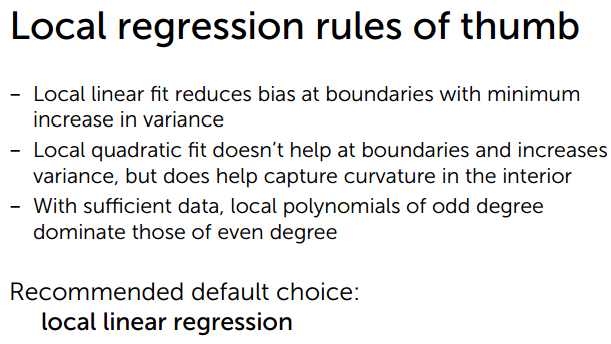 Local regression rules of thumb
– Local linear fit reduces bias at boundaries with minimum
increase in variance
– Local quadratic fit doesn’t help at boundaries and increases
variance, but does help capture curvature in the interior
– With sufficient data, local polynomials of odd degree
dominate those of even degree
Recommended default choice:
local linear regression